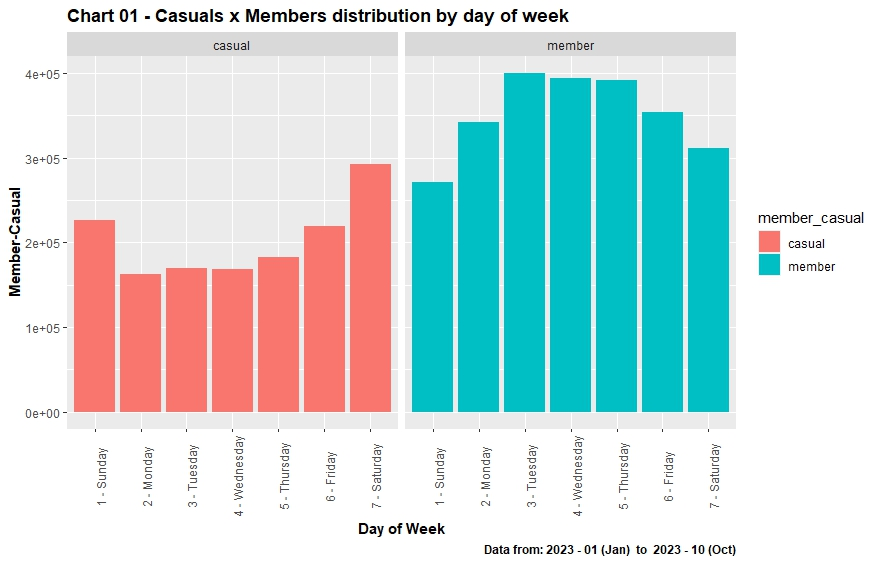 Chart 01 - Casuals x Members distribution by day of week
casual
member
4e+05
3e+05
2e+05
1e+05
0e+00
Member-Casual
1 - Sunday
2 - Monday
3 - Tuesday
4 - Wednesday
5 - Thursday
6 - Friday
7 - Saturday
1 - Sunday
2 - Monday
3 - Tuesday
4 - Wednesday
5 - Thursday
6 - Friday
7 - Saturday
Day of Week
member_casual
casual
member
Data from: 2023 - 01 (Jan) to 2023 - 10 (Oct)